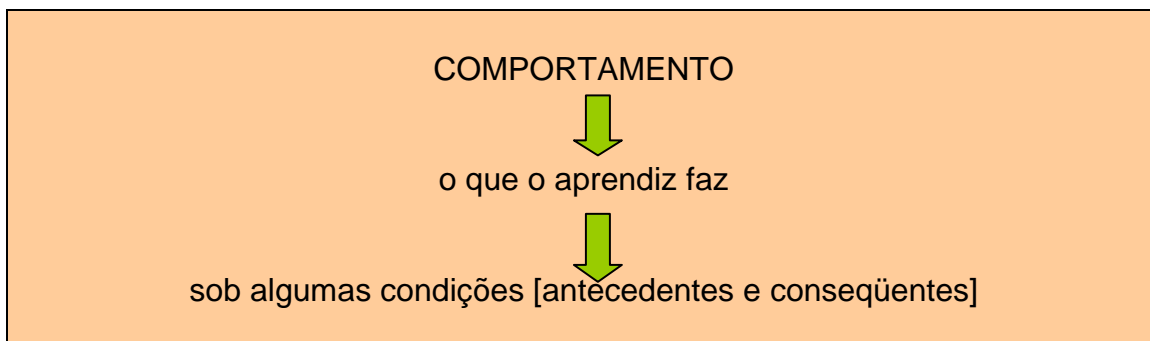 COMPORTAMENTO
o que o aprendiz faz
sob algumas condições [antecedentes e conseqüentes]